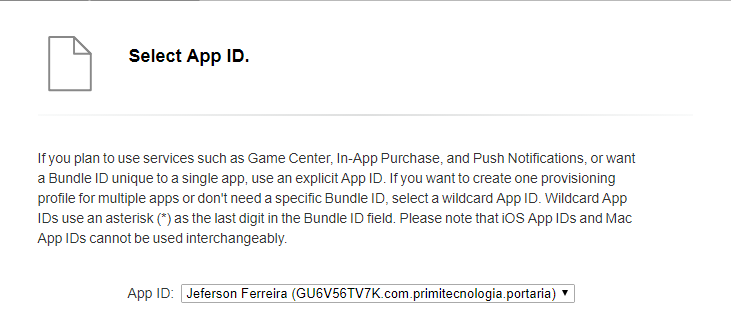 Select App ID.
If you plan to use services such as Game Center, In-App Purchase, and Push Notifications, or want
a Bundle ID unique to a single app, use an explicit App ID. If you want to create one provisioning
profile for multiple apps or don't need a specific Bundle ID, select a wildcard App ID. Wildcard App
IDs use an asterisk (*) as the last digit in the Bundle ID field. Please note that iOS App IDs and Mac
App IDs cannot be used interchangeably.
App ID: Jeferson Ferreira (GU6V56TV7K.com.primitecnologia.portaria)